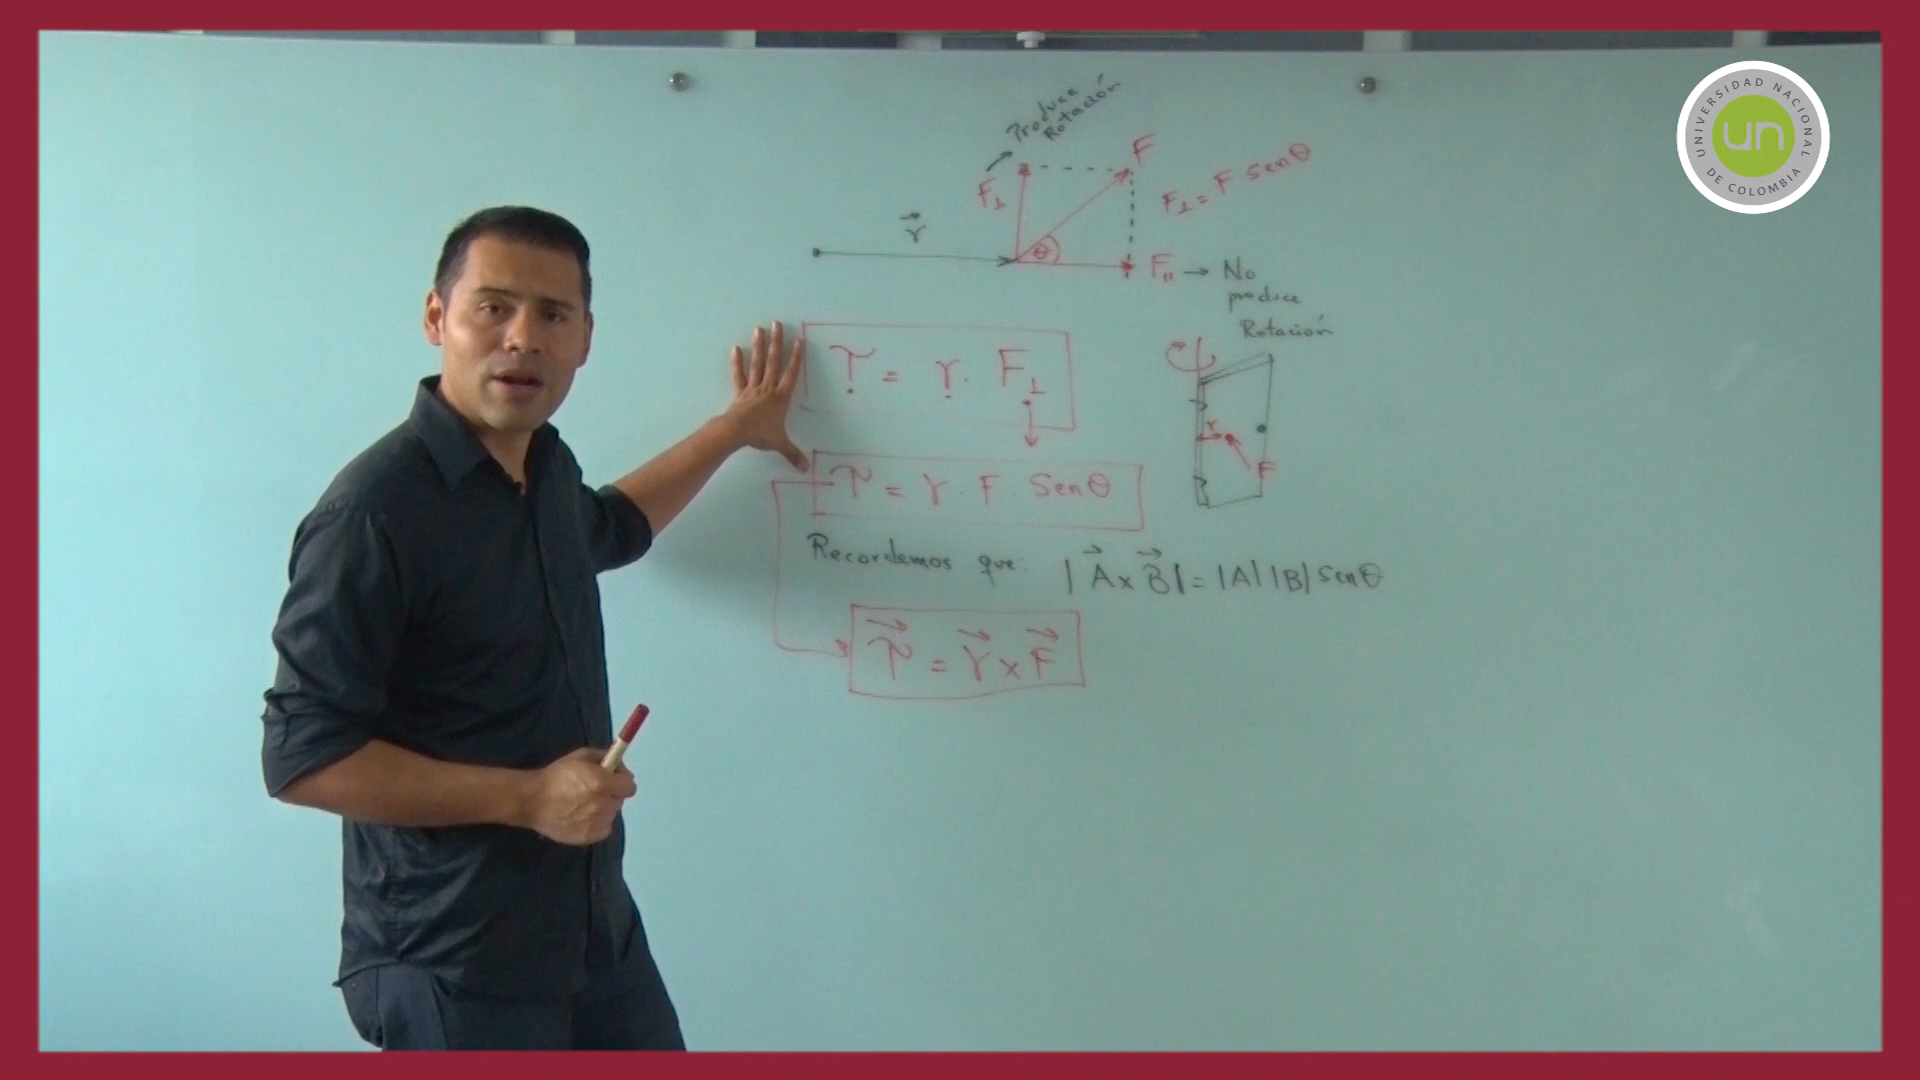 UNIVERSIDAD NACIONAL
DE COLOMBIA
un
Produce
Rotación
F
F⊥
F⊥ = F senθ
r⃗
θ
F∥ → No
produce
Rotación
τ = r · F⊥
r
F
τ = r · F · Senθ
Recordemos que: |A⃗ x B⃗| = |A| |B| senθ
τ⃗ = r⃗ x F⃗